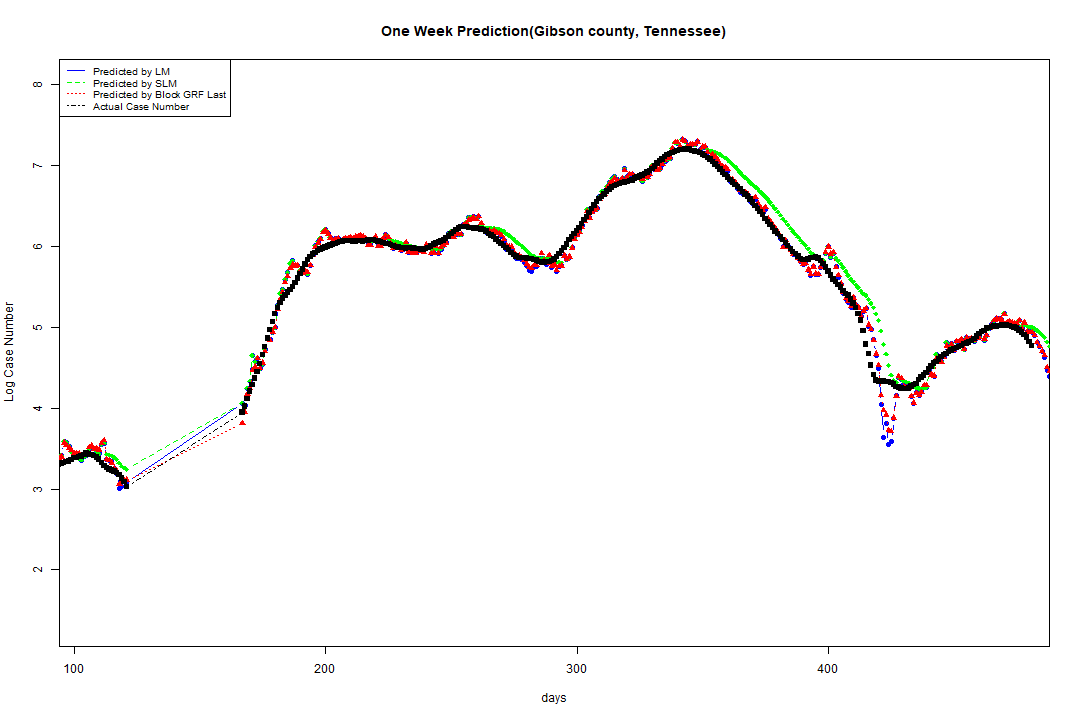 One Week Prediction(Gibson county, Tennessee)
Predicted by LM
Predicted by SLM
Predicted by Block GRF Last
Actual Case Number
8
7
6
5
4
3
2
Log Case Number
100 200 300 400
days